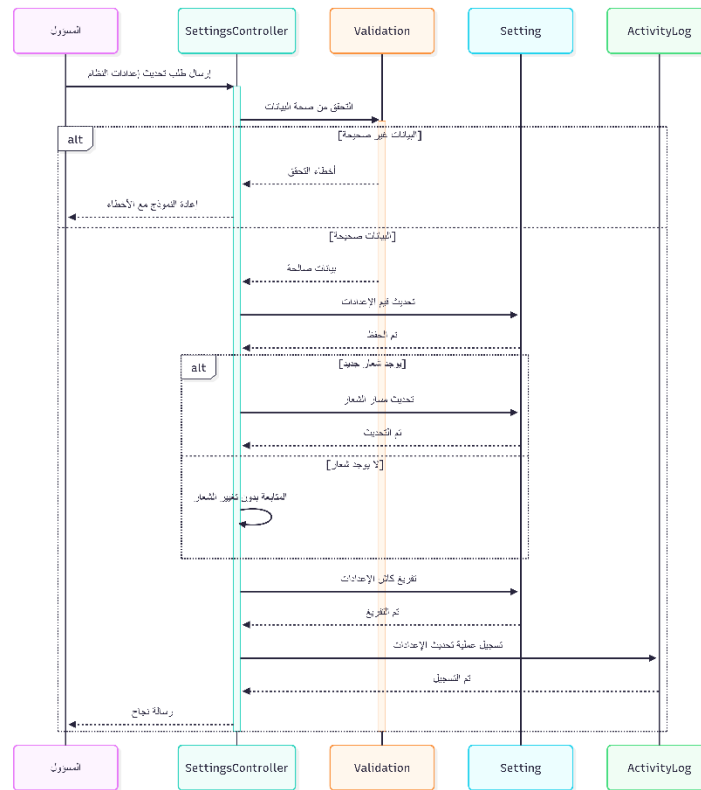 المسؤول
SettingsController
Validation
Setting
ActivityLog
إرسال طلب تحديث إعدادات النظام
التحقق من صحة البيانات
alt
[البيانات غير صحيحة]
أخطاء التحقق
إعادة النموذج مع الأخطاء
[البيانات صحيحة]
بيانات صالحة
تحديث قيم الإعدادات
تم الحفظ
alt
[يوجد شعار جديد]
تحديث مسار الشعار
تم التحديث
[لا يوجد شعار]
المتابعة بدون تغيير الشعار
تفريغ كاش الإعدادات
تم التفريغ
تسجيل عملية تحديث الإعدادات
تم التسجيل
رسالة نجاح
المسؤول
SettingsController
Validation
Setting
ActivityLog